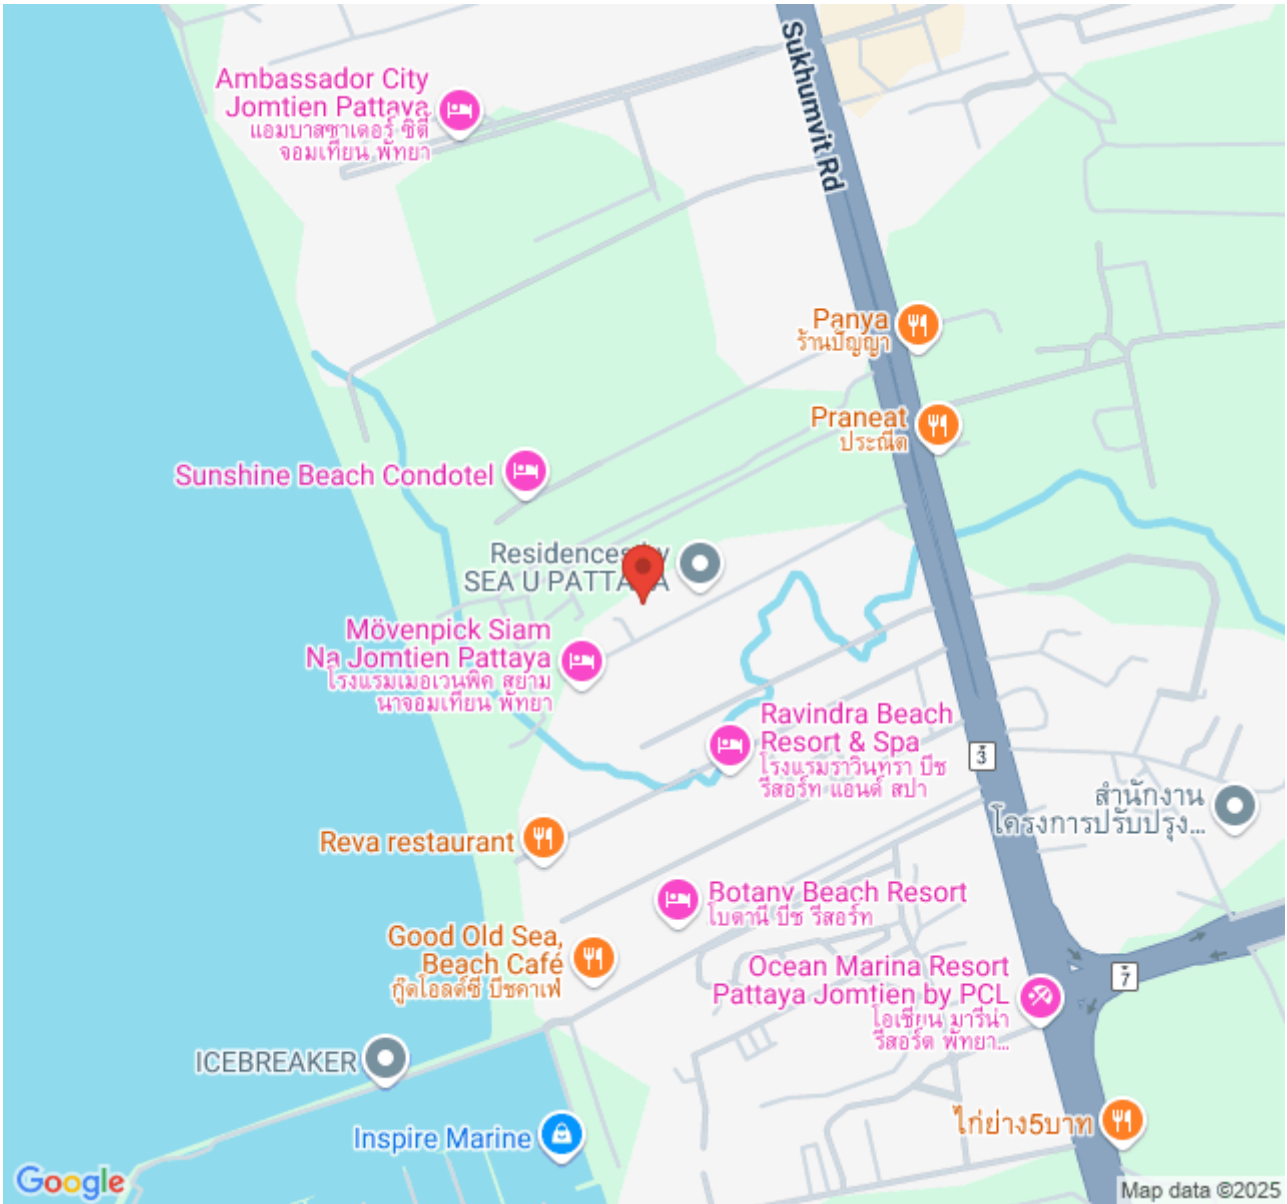 Ambassador City
Jomtien Pattaya
แอมบาสซาเดอร์ ซิตี้
จอมเทียน พัทยา
Sukhumvit Rd
Panya
ร้านปัญญา
Praneat
ประณีต
Sunshine Beach Condotel
Residences by
SEA U PATTAYA
Mövenpick Siam
Na Jomtien Pattaya
โรงแรมเมอเวนพิค สยาม
นาจอมเทียน พัทยา
Ravindra Beach
Resort & Spa
โรงแรมราวินทรา บีช
รีสอร์ท แอนด์ สปา
3
สำนักงาน
โครงการปรับปรุง...
Reva restaurant
Botany Beach Resort
โบตานี บีช รีสอร์ท
Good Old Sea,
Beach Café
กู๊ดโอลด์ซี บีชคาเฟ่
Ocean Marina Resort
Pattaya Jomtien by PCL
โอเชียน มารีน่า
รีสอร์ต พัทยา...
7
ICEBREAKER
Inspire Marine
ไก่ย่าง5บาท
Google
Map data ©2025